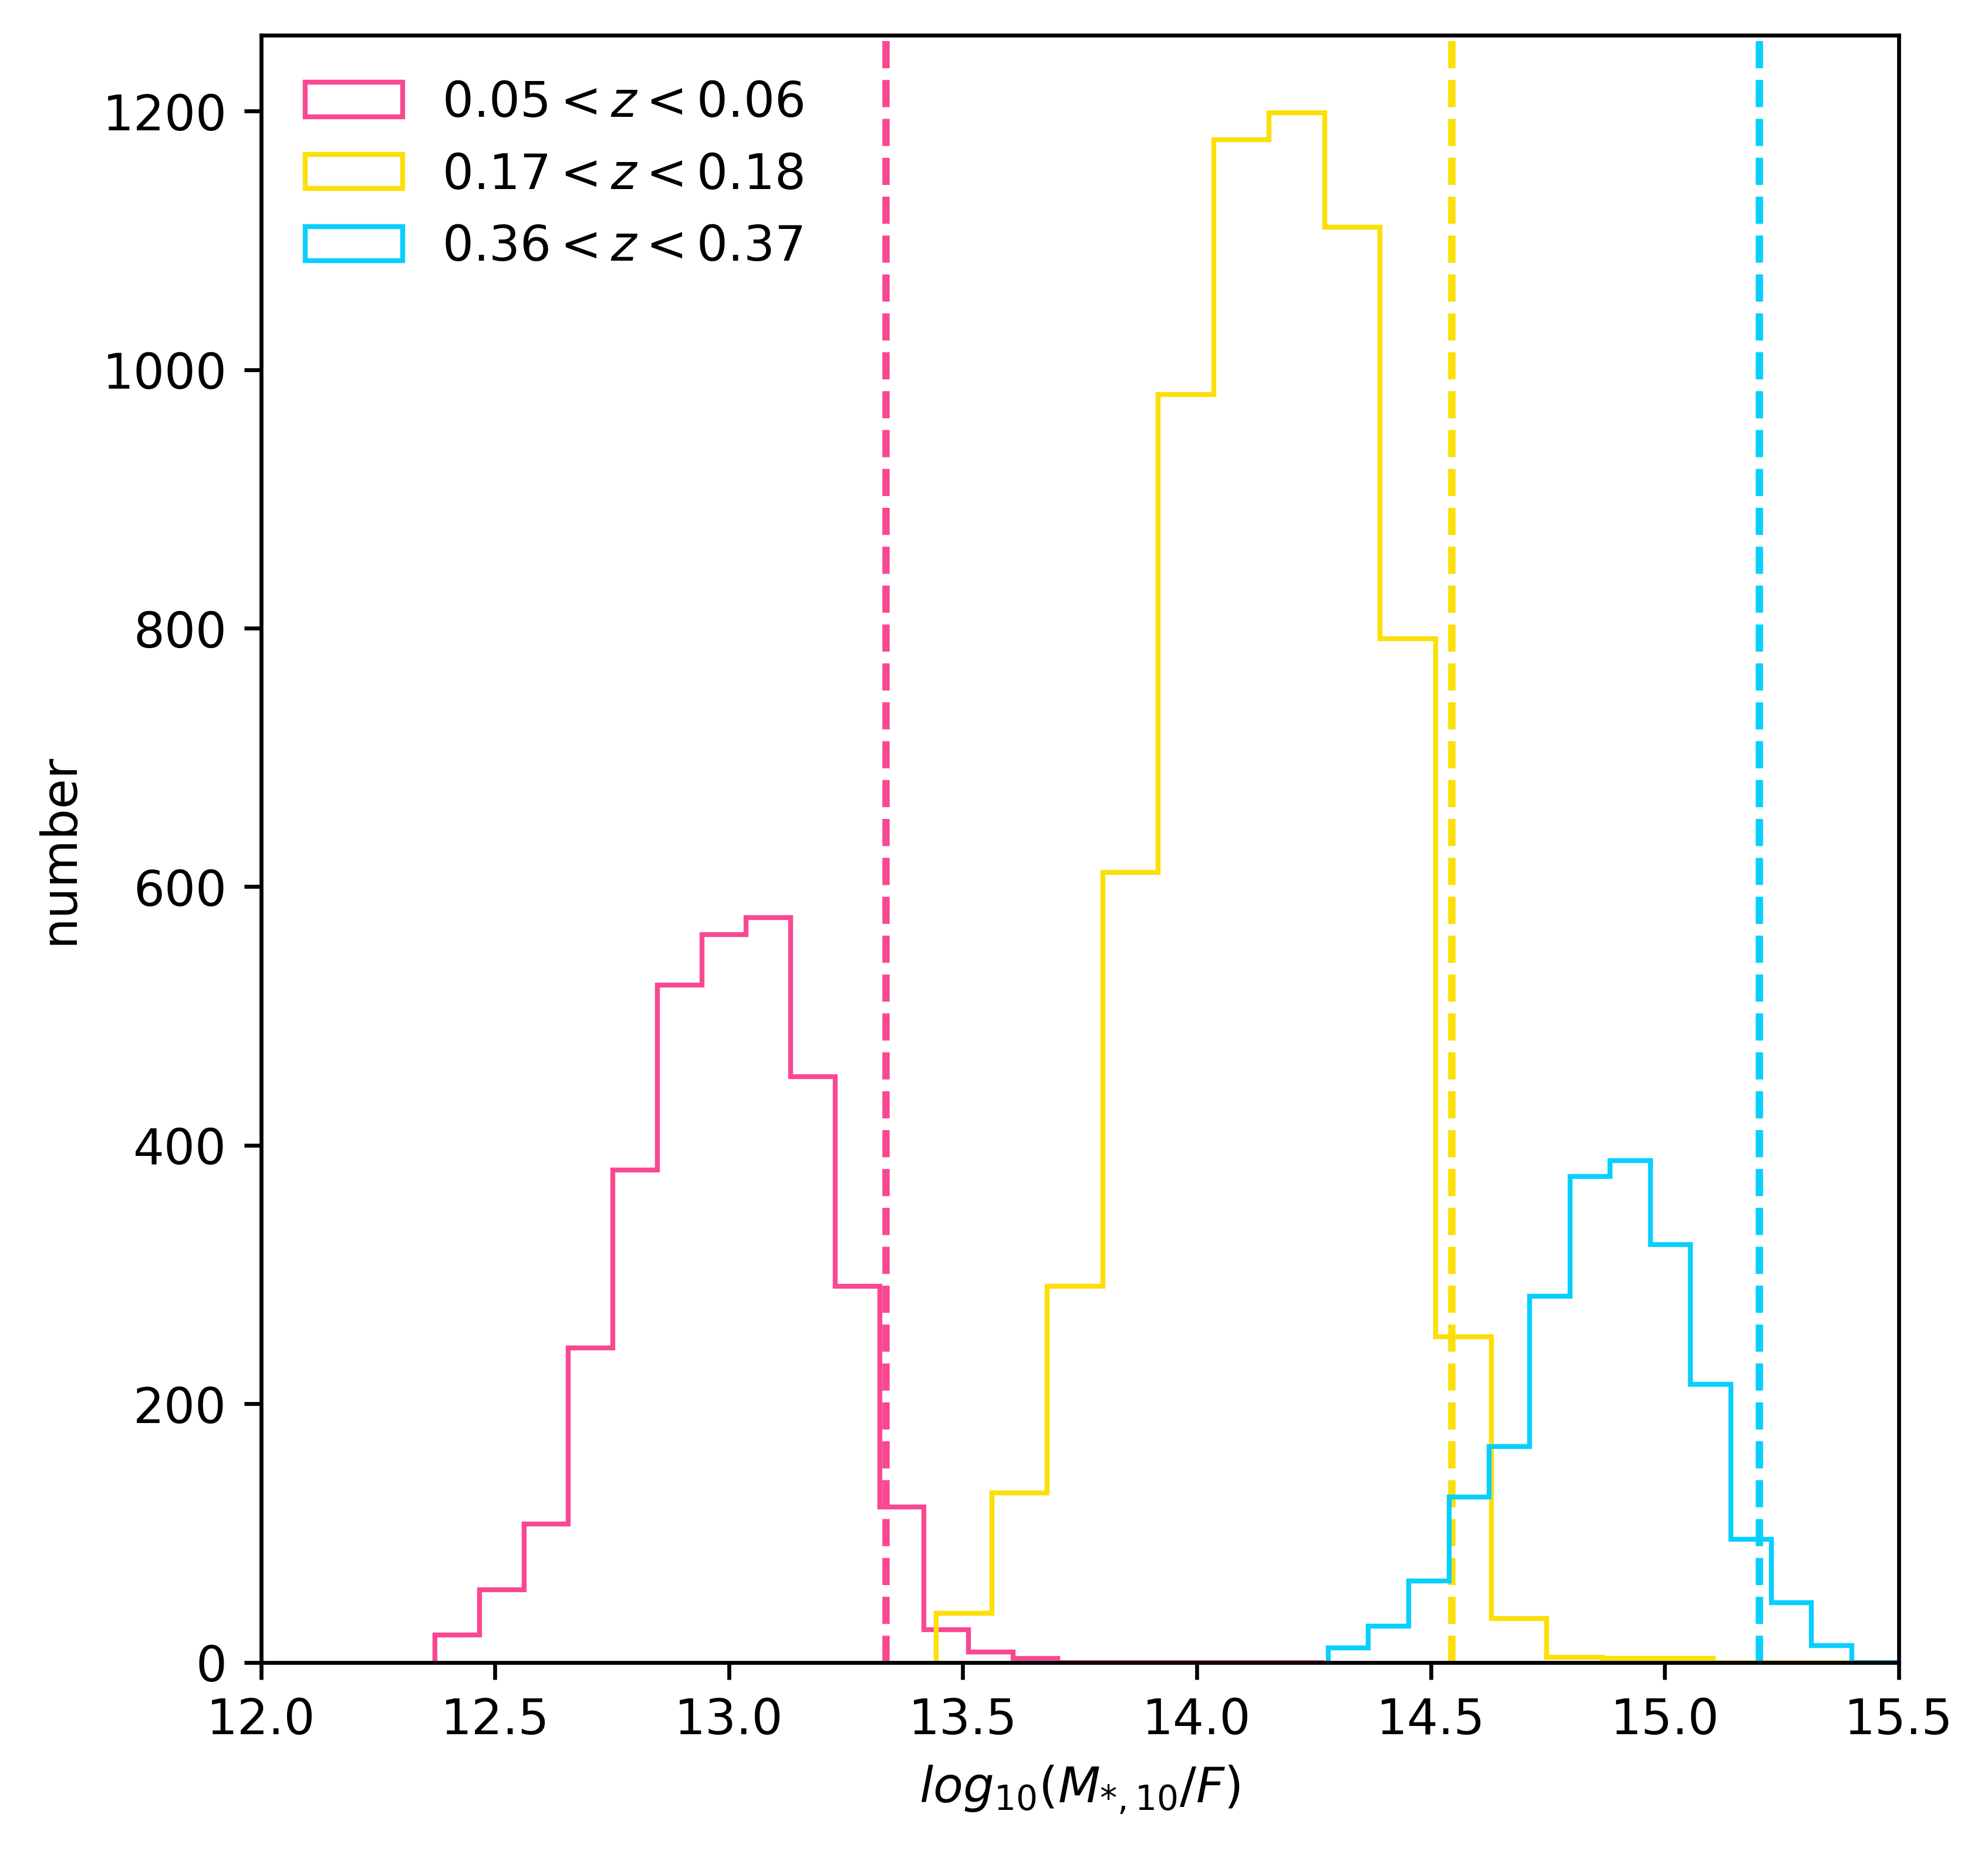 0.05 < z < 0.06
0.17 < z < 0.18
0.36 < z < 0.37
1200
1000
800
600
400
200
0
number
12.0 12.5 13.0 13.5 14.0 14.5 15.0 15.5
log₁₀(M*,₁₀/F)